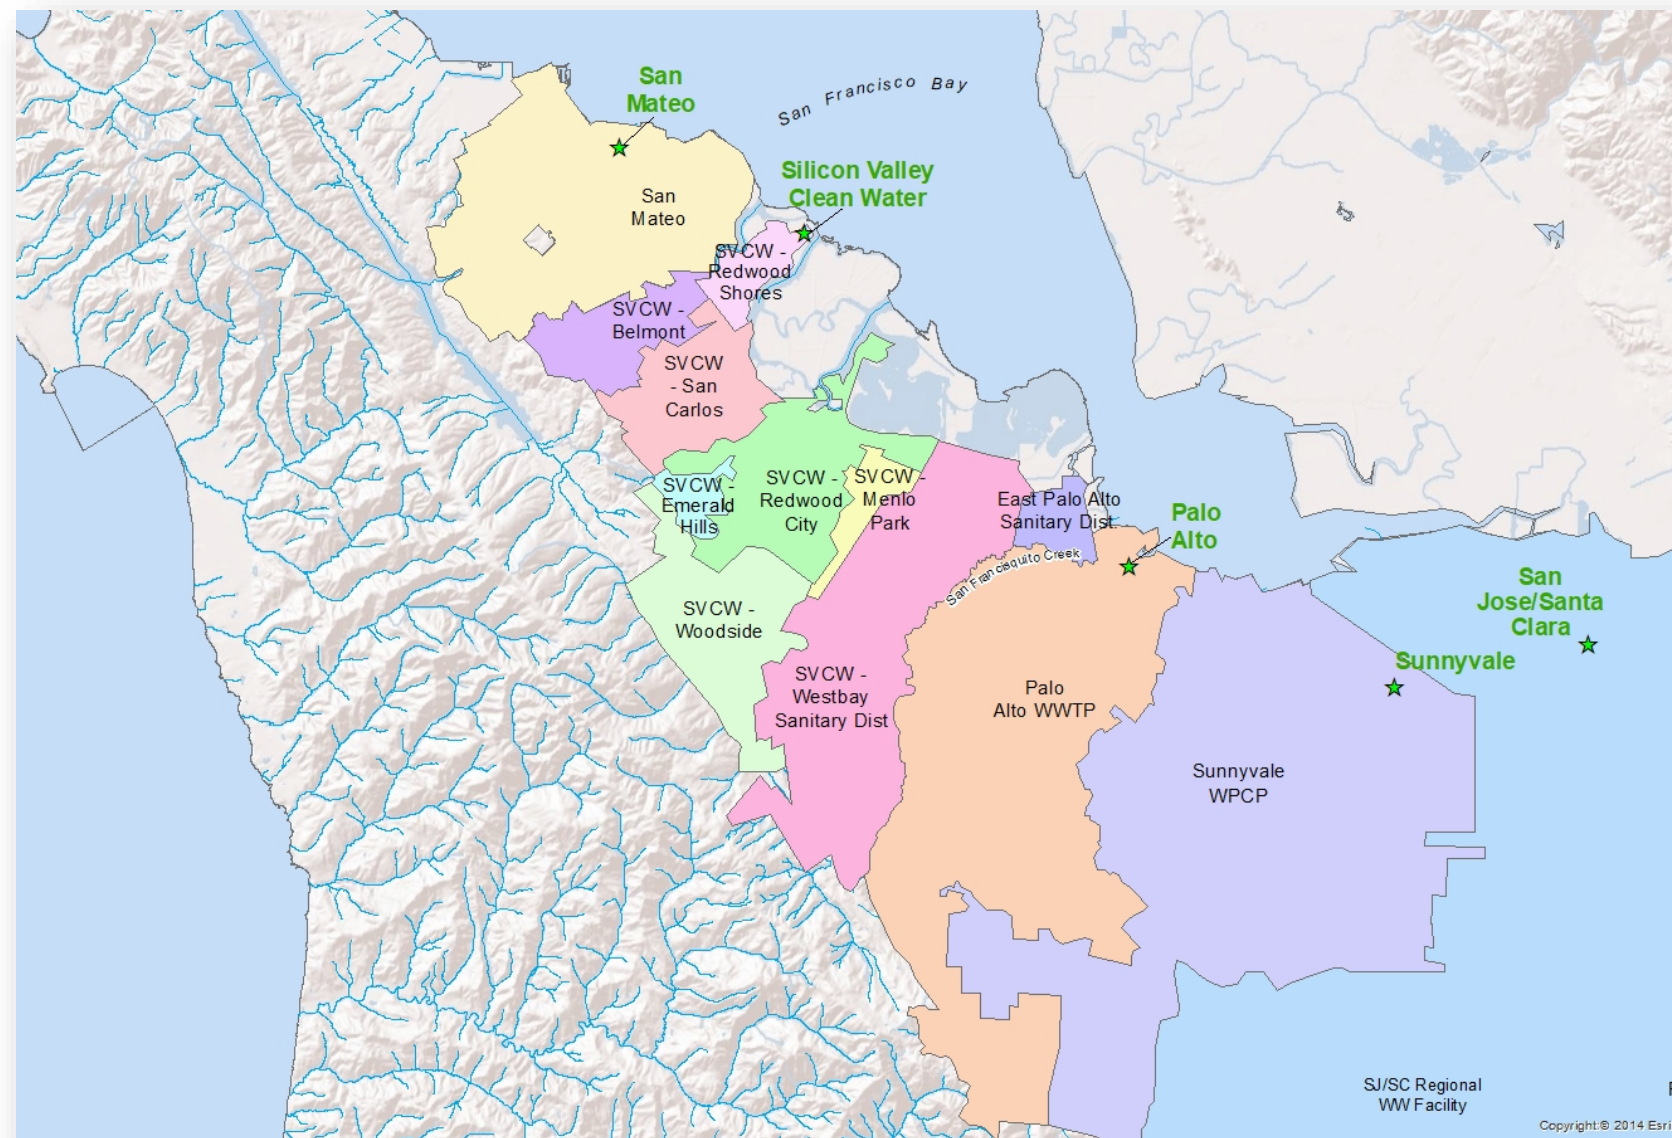 San
Mateo
San Francisco Bay
Silicon Valley
Clean Water
San
Mateo
SVCW -
Redwood
Shores
SVCW -
Belmont
SVCW
- San
Carlos
SVCW -
Emerald
Hills
SVCW -
Redwood
City
SVCW -
Menlo
Park
East Palo Alto
Sanitary Dist.
Palo
Alto
San Francisquito Creek
San
Jose/Santa
Clara
SVCW -
Woodside
Sunnyvale
SVCW -
Westbay
Sanitary Dist
Palo
Alto WWTP
Sunnyvale
WPCP
SJ/SC Regional
WW Facility
Copyright:© 2014 Esri